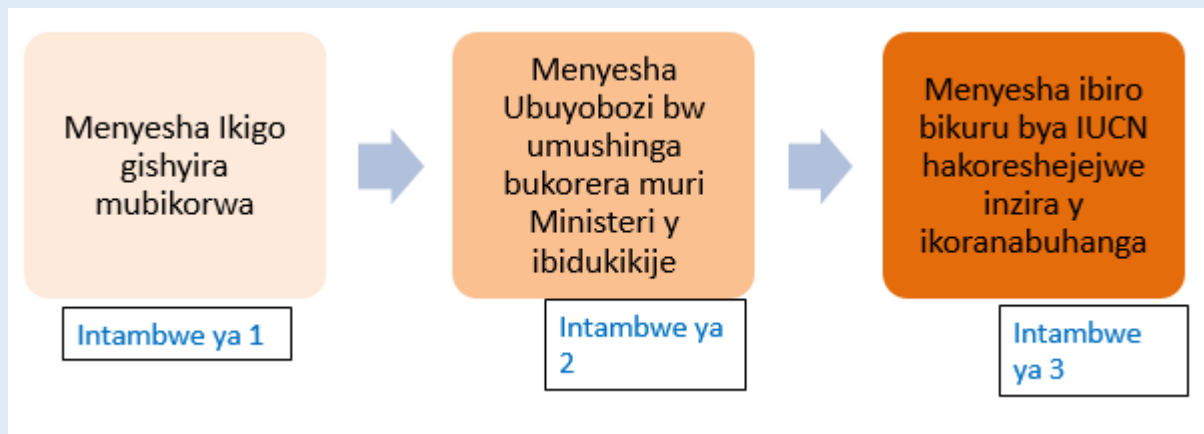 Menyesha Ikigo
gishyira
mubikorwa
Intambwe ya 1
Menyesha
Ubuyobozi bw
umushinga
bukorera muri
Ministeri y
ibidukikije
Intambwe ya
2
Menyesha ibiro
bikuru bya IUCN
hakoreshejejwe
inzira y
ikoranabuhanga
Intambwe
ya 3